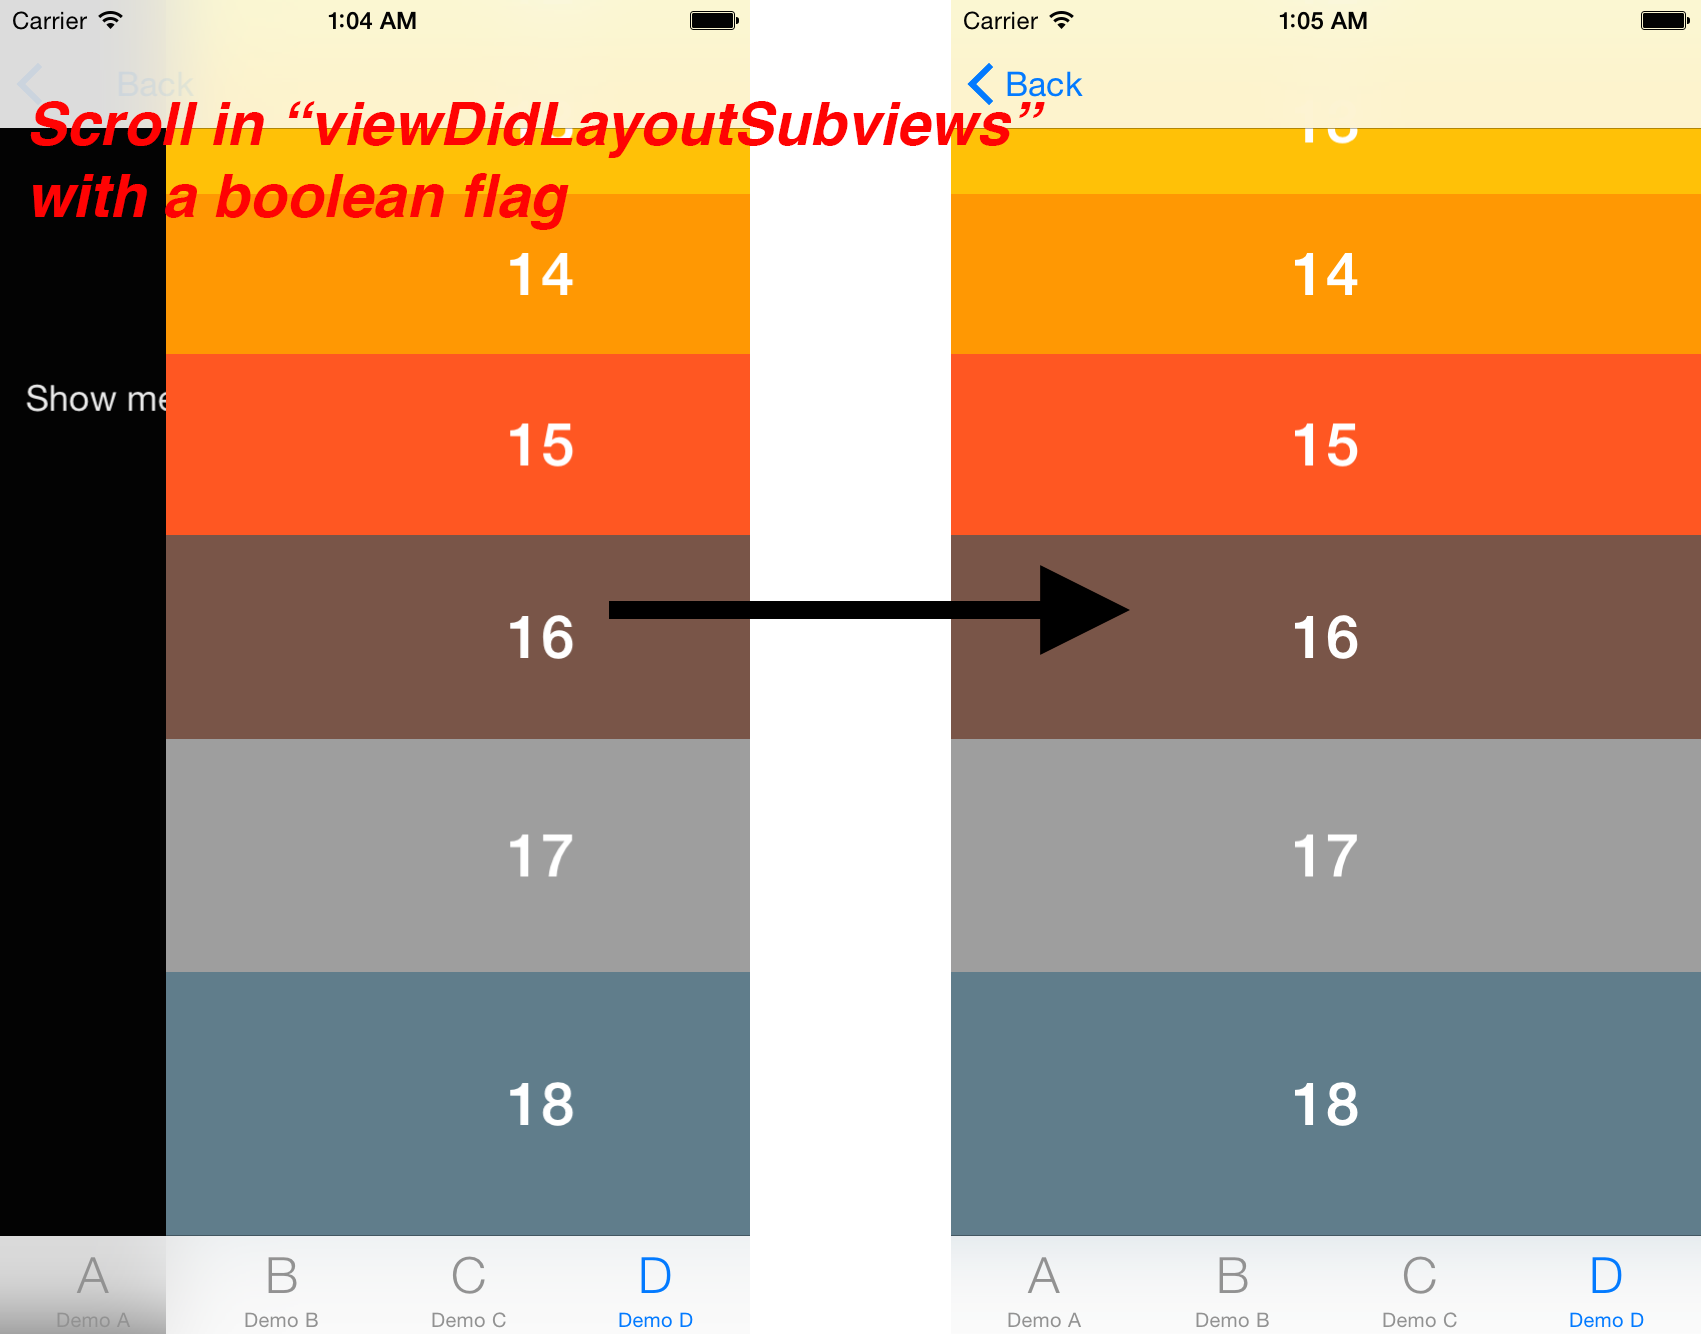 Carrier 1:04 AM
Back
Scroll in “viewDidLayoutSubviews”
with a boolean flag
14
Show me
15
16
17
18
A B C D
Demo A Demo B Demo C Demo D
Carrier 1:05 AM
Back
14
15
16
17
18
A B C D
Demo A Demo B Demo C Demo D